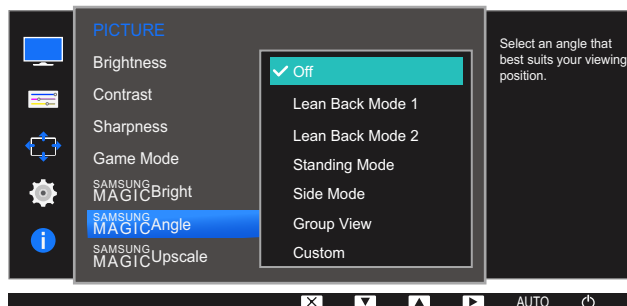 PICTURE
Brightness
Contrast
Sharpness
Game Mode
SAMSUNG
MAGICBright
SAMSUNG
MAGICAngle
SAMSUNG
MAGICUpscale
Off
Lean Back Mode 1
Lean Back Mode 2
Standing Mode
Side Mode
Group View
Custom
Select an angle that
best suits your viewing
position.
AUTO